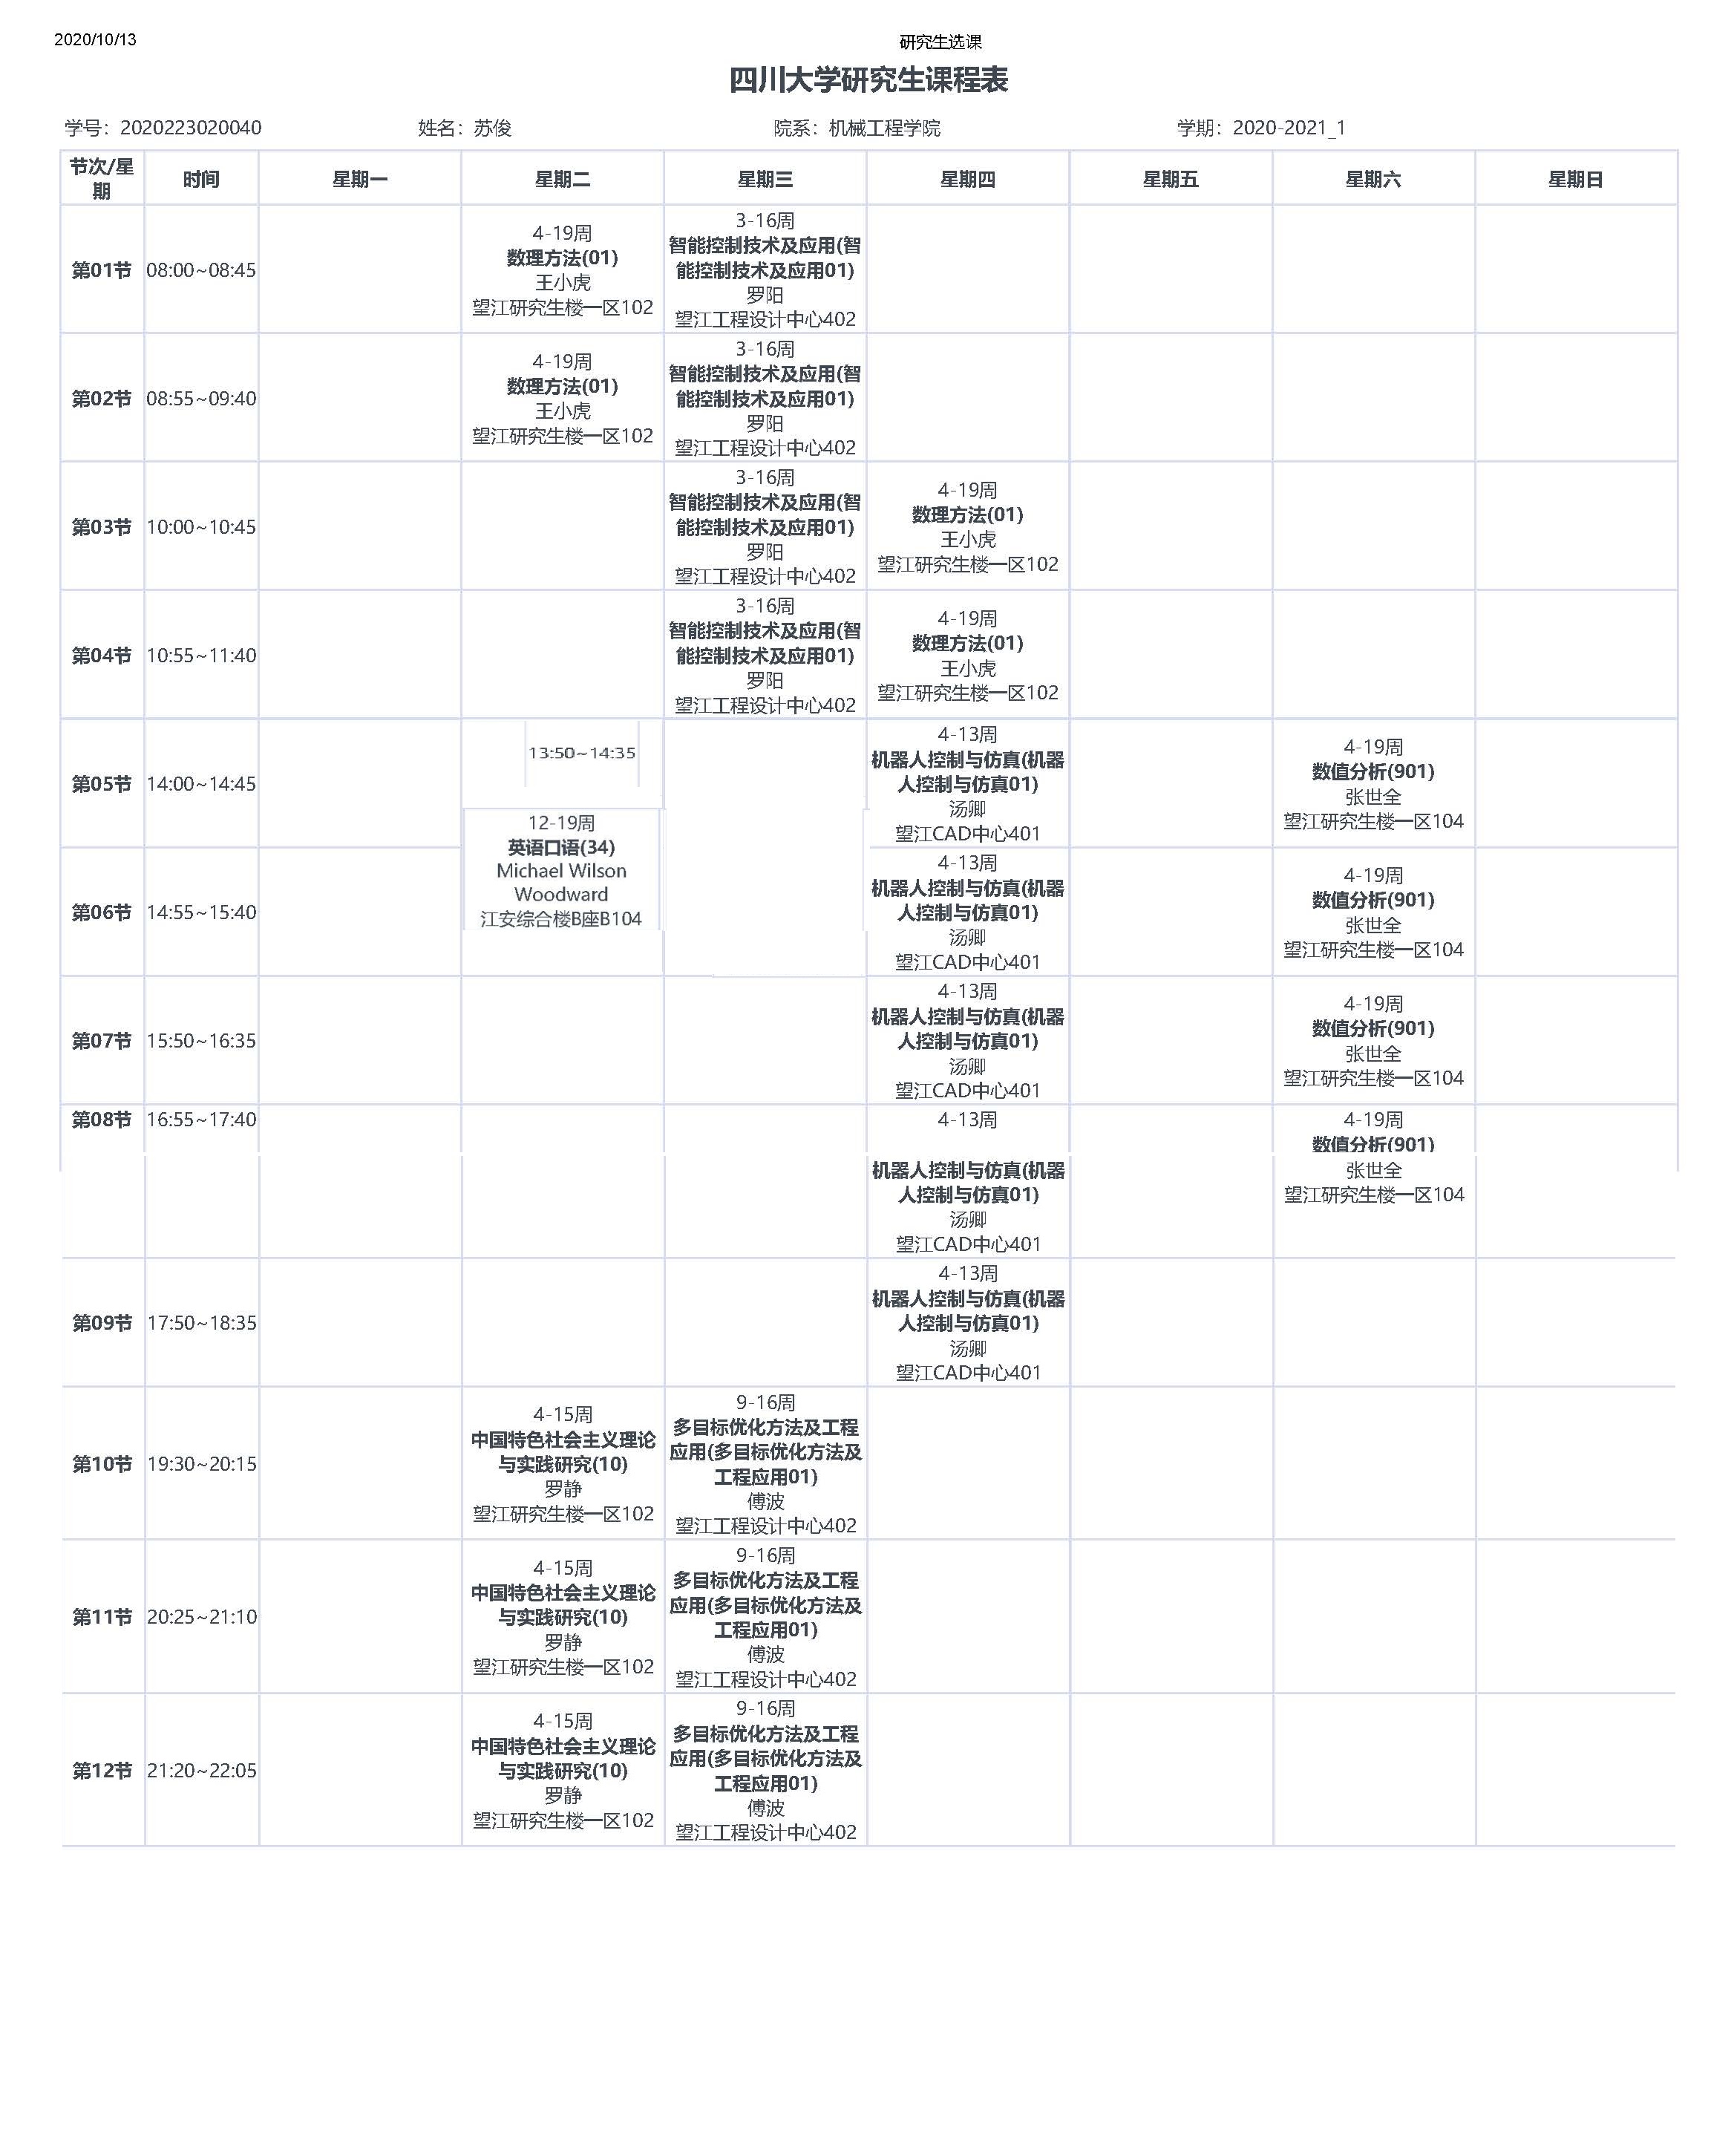 2020/10/13
研究生选课
四川大学研究生课程表
学号：2020223020040
姓名：苏俊
院系：机械工程学院
学期：2020-2021_1
节次/星
期
时间
星期一
星期二
星期三
星期四
星期五
星期六
星期日
第01节
08:00~08:45
4-19周
数理方法(01)
王小虎
望江研究生楼一区102
3-16周
智能控制技术及应用(智
能控制技术及应用01)
罗阳
望江工程设计中心402
第02节
08:55~09:40
4-19周
数理方法(01)
王小虎
望江研究生楼一区102
3-16周
智能控制技术及应用(智
能控制技术及应用01)
罗阳
望江工程设计中心402
第03节
10:00~10:45
3-16周
智能控制技术及应用(智
能控制技术及应用01)
罗阳
望江工程设计中心402
4-19周
数理方法(01)
王小虎
望江研究生楼一区102
第04节
10:55~11:40
3-16周
智能控制技术及应用(智
能控制技术及应用01)
罗阳
望江工程设计中心402
4-19周
数理方法(01)
王小虎
望江研究生楼一区102
第05节
14:00~14:45
13:50~14:35
12-19周
英语口语(34)
Michael Wilson
Woodward
江安综合楼B座B104
4-13周
机器人控制与仿真(机器
人控制与仿真01)
汤卿
望江CAD中心401
4-19周
数值分析(901)
张世全
望江研究生楼一区104
第06节
14:55~15:40
4-13周
机器人控制与仿真(机器
人控制与仿真01)
汤卿
望江CAD中心401
4-19周
数值分析(901)
张世全
望江研究生楼一区104
第07节
15:50~16:35
4-13周
机器人控制与仿真(机器
人控制与仿真01)
汤卿
望江CAD中心401
4-19周
数值分析(901)
张世全
望江研究生楼一区104
第08节
16:55~17:40
4-13周
机器人控制与仿真(机器
人控制与仿真01)
汤卿
望江CAD中心401
4-19周
数值分析(901)
张世全
望江研究生楼一区104
第09节
17:50~18:35
4-13周
机器人控制与仿真(机器
人控制与仿真01)
汤卿
望江CAD中心401
第10节
19:30~20:15
4-15周
中国特色社会主义理论
与实践研究(10)
罗静
望江研究生楼一区102
9-16周
多目标优化方法及工程
应用(多目标优化方法及
工程应用01)
傅波
望江工程设计中心402
第11节
20:25~21:10
4-15周
中国特色社会主义理论
与实践研究(10)
罗静
望江研究生楼一区102
9-16周
多目标优化方法及工程
应用(多目标优化方法及
工程应用01)
傅波
望江工程设计中心402
第12节
21:20~22:05
4-15周
中国特色社会主义理论
与实践研究(10)
罗静
望江研究生楼一区102
9-16周
多目标优化方法及工程
应用(多目标优化方法及
工程应用01)
傅波
望江工程设计中心402